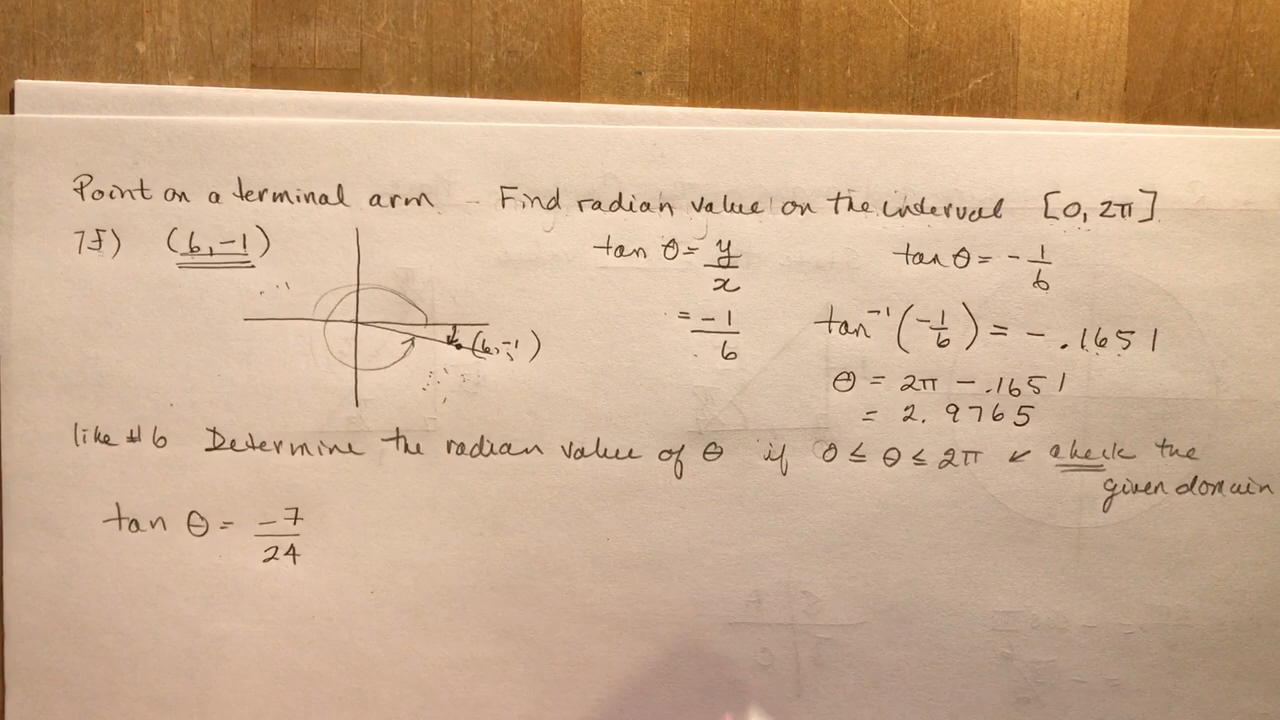 Point on a terminal arm - Find radian value on the interval [0, 2π]
7f) (6,-1)
(6,-1)
tan θ = y/x
= -1/6
tan θ = -1/6
tan⁻¹(-1/6) = -.1651
θ = 2π - .1651
= 2.9765
like #6 Determine the radian value of θ if 0 ≤ θ ≤ 2π ↙ check the
given domain
tan θ = -7/24